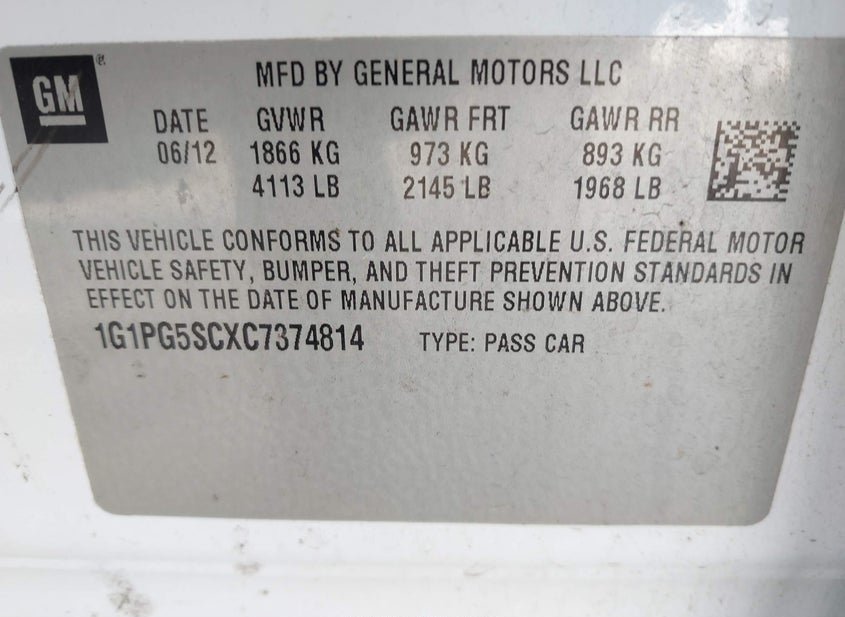 GM
MFD BY GENERAL MOTORS LLC
DATE GVWR GAWR FRT GAWR RR
06/12 1866 KG 973 KG 893 KG
4113 LB 2145 LB 1968 LB
THIS VEHICLE CONFORMS TO ALL APPLICABLE U.S. FEDERAL MOTOR
VEHICLE SAFETY, BUMPER, AND THEFT PREVENTION STANDARDS IN
EFFECT ON THE DATE OF MANUFACTURE SHOWN ABOVE.
1G1PG5SCXC7374814 TYPE: PASS CAR